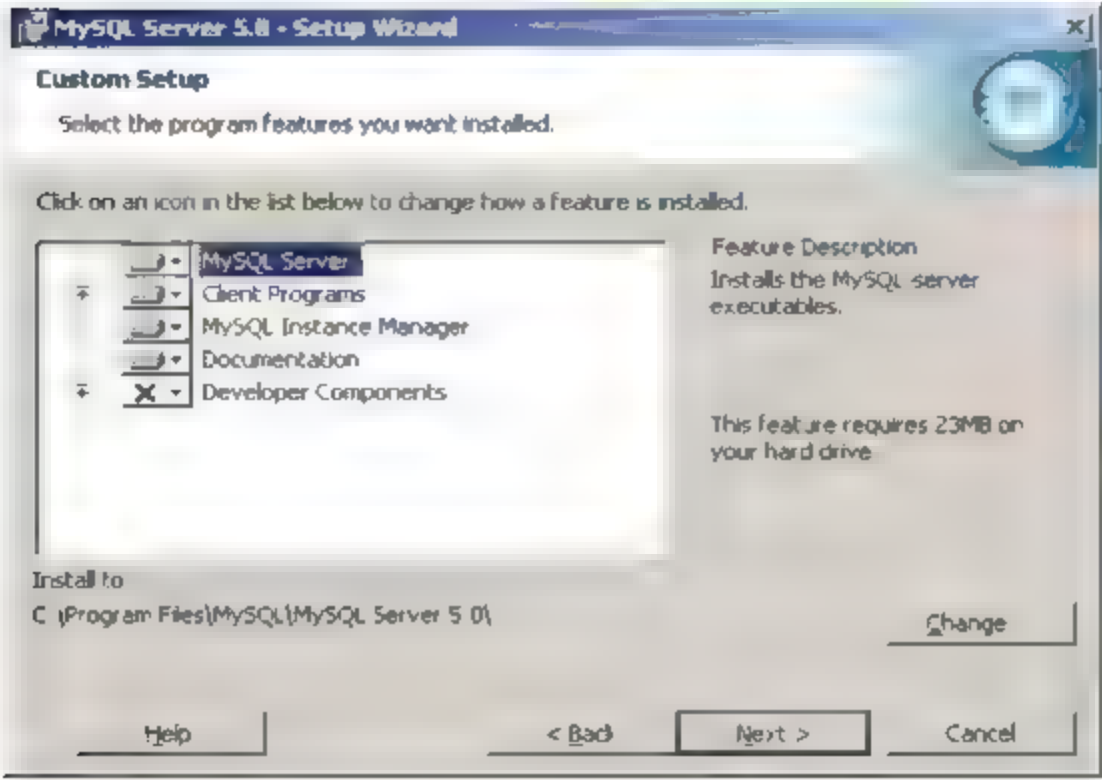 MySQL Server 5.0 - Setup Wizard
Custom Setup
Select the program features you want installed.
Click on an icon in the list below to change how a feature is installed.
MySQL Server
Client Programs
MySQL Instance Manager
Documentation
Developer Components
Feature Description
Installs the MySQL server
executables.
This feature requires 23MB on
your hard drive
Install to
C:\Program Files\MySQL\MySQL Server 5.0\
Change
Help
< Back
Next >
Cancel